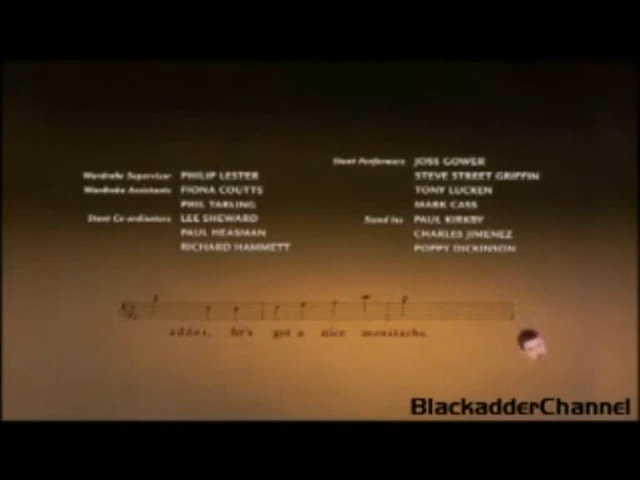 Wardrobe Supervisor PHILIP LESTER
Wardrobe Assistants FIONA COUTTS
PHIL TARLING
Stunt Co-ordinators LEE SHEWARD
PAUL HEASMAN
RICHARD HAMMETT
Stunt Performers JOSS GOWER
STEVE STREET GRIFFIN
TONY LUCKEN
MARK CASS
Stand Ins PAUL KIRKBY
CHARLES JIMENEZ
POPPY DICKINSON
adder, he's got a nice moustache.
BlackadderChannel